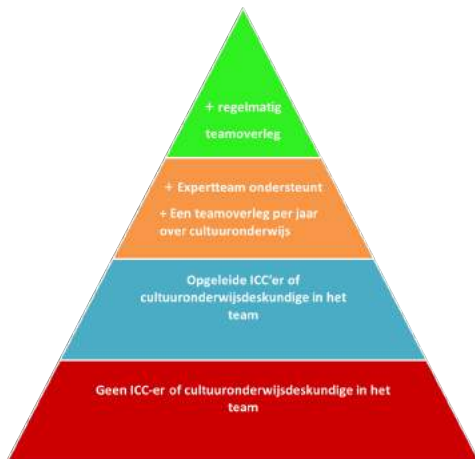 + regelmatig
teamoverleg
+ Expertteam ondersteunt
+ Een teamoverleg per jaar
over cultuuronderwijs
Opgeleide ICC'er of
cultuuronderwijsdeskundige in het
team
Geen ICC-er of cultuuronderwijsdeskundige in het
team